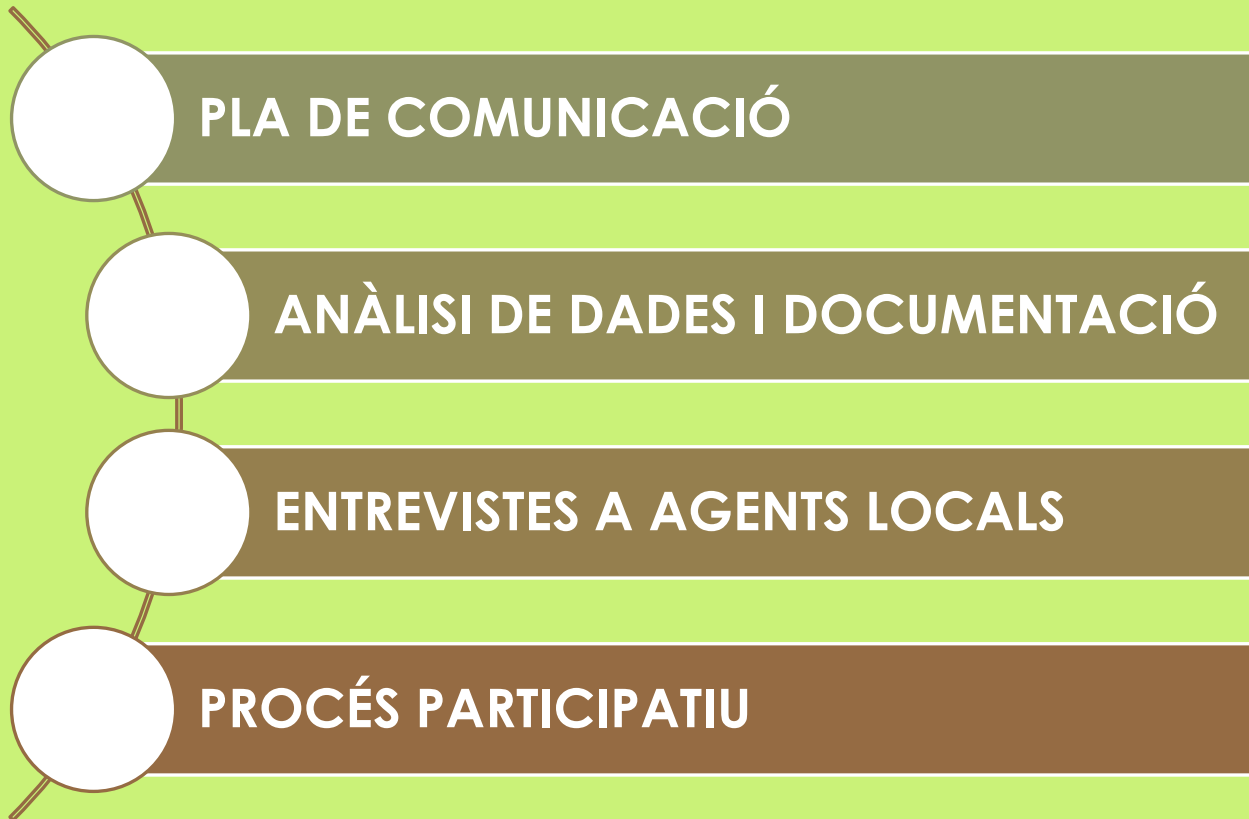 PLA DE COMUNICACIÓ
ANÀLISI DE DADES I DOCUMENTACIÓ
ENTREVISTES A AGENTS LOCALS
PROCÉS PARTICIPATIU